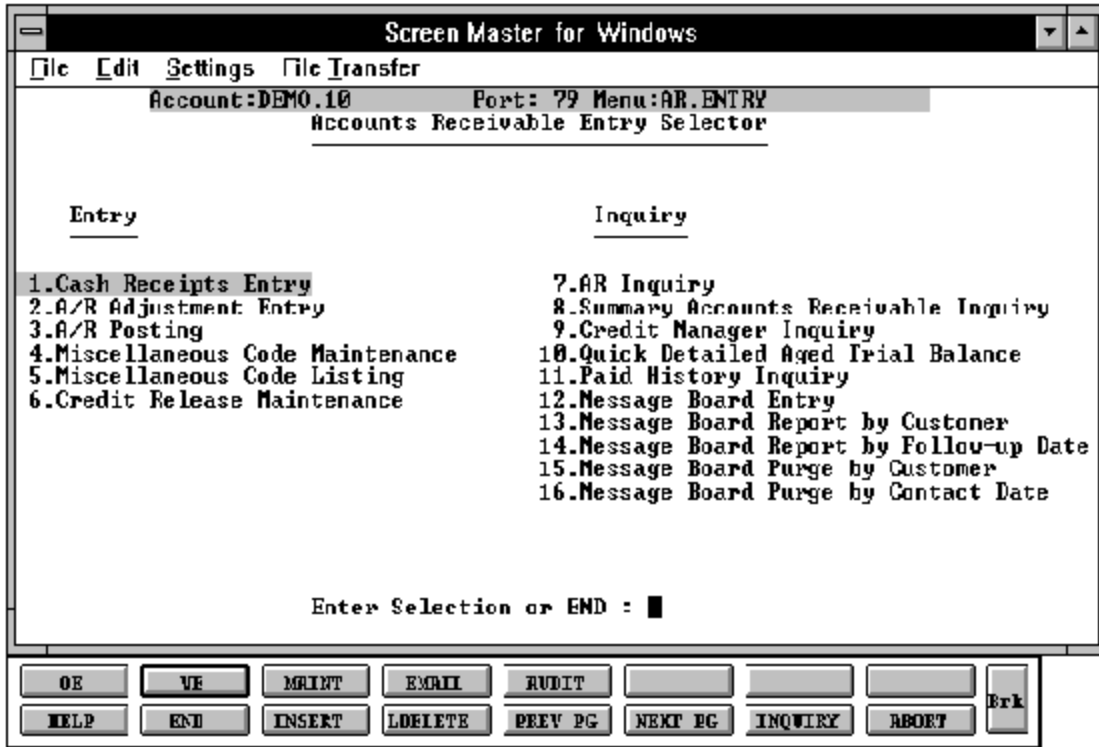 Screen Master for Windows
File Edit Settings File Transfer
Account:DEMO.10 Port: 79 Menu:AR.ENTRY
Accounts Receivable Entry Selector
Entry Inquiry
1.Cash Receipts Entry 7.AR Inquiry
2.A/R Adjustment Entry 8.Summary Accounts Receivable Inquiry
3.A/R Posting 9.Credit Manager Inquiry
4.Miscellaneous Code Maintenance 10.Quick Detailed Aged Trial Balance
5.Miscellaneous Code Listing 11.Paid History Inquiry
6.Credit Release Maintenance 12.Message Board Entry
13.Message Board Report by Customer
14.Message Board Report by Follow-up Date
15.Message Board Purge by Customer
16.Message Board Purge by Contact Date
Enter Selection or END :
OE VE MAINT EMAIL AUDIT
HELP END INSERT LDELETE PREV PG NEXT PG INQUIRY ABORT Brk